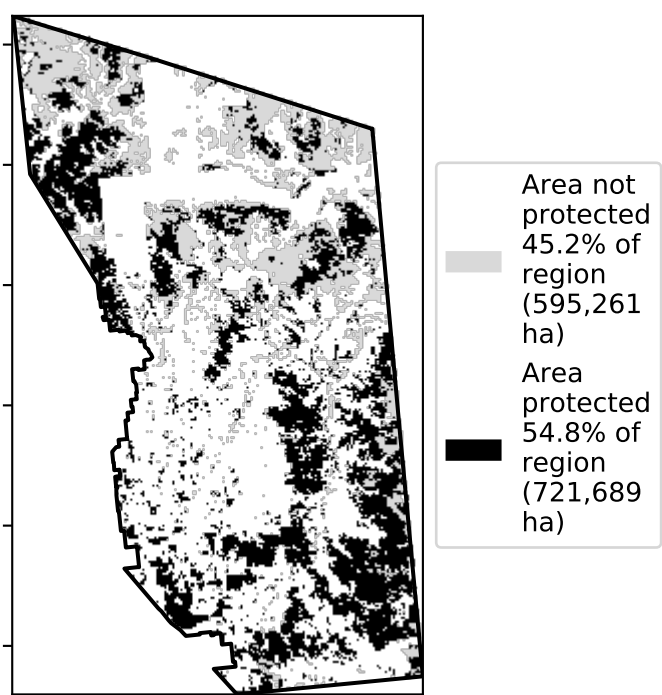 Area not
protected
45.2% of
region
(595,261
ha)
Area
protected
54.8% of
region
(721,689
ha)